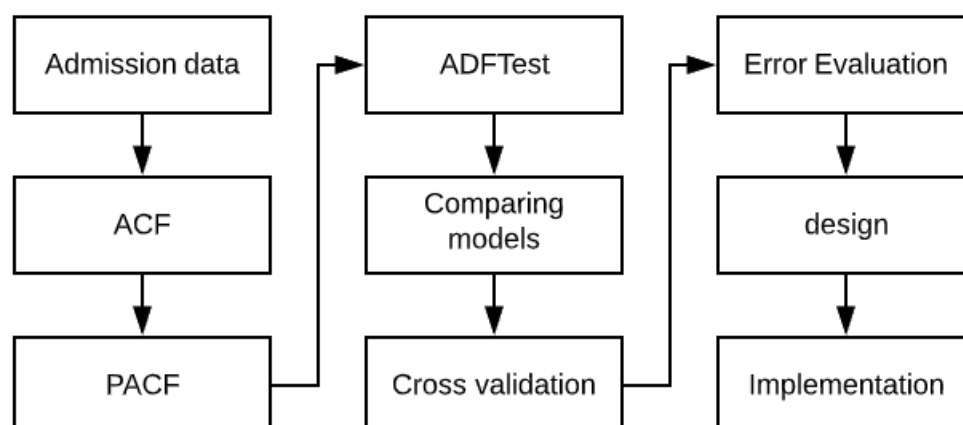 Admission data
ACF
PACF
ADFTest
Comparing
models
Cross validation
Error Evaluation
design
Implementation